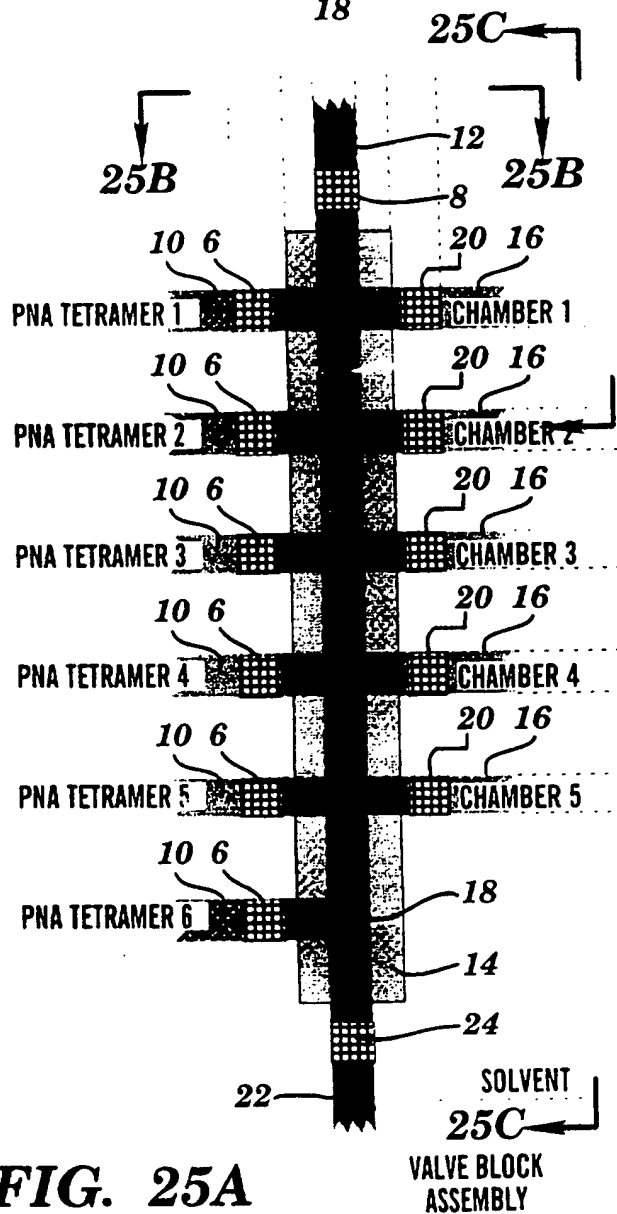 18
25C
12
25B 25B
8
10 6 20 16
PNA TETRAMER 1 CHAMBER 1
10 6 20 16
PNA TETRAMER 2 CHAMBER 2
10 6 20 16
PNA TETRAMER 3 CHAMBER 3
10 6 20 16
PNA TETRAMER 4 CHAMBER 4
10 6 20 16
PNA TETRAMER 5 CHAMBER 5
10 6
PNA TETRAMER 6 18
14
24
SOLVENT
22
25C
FIG. 25A
VALVE BLOCK
ASSEMBLY